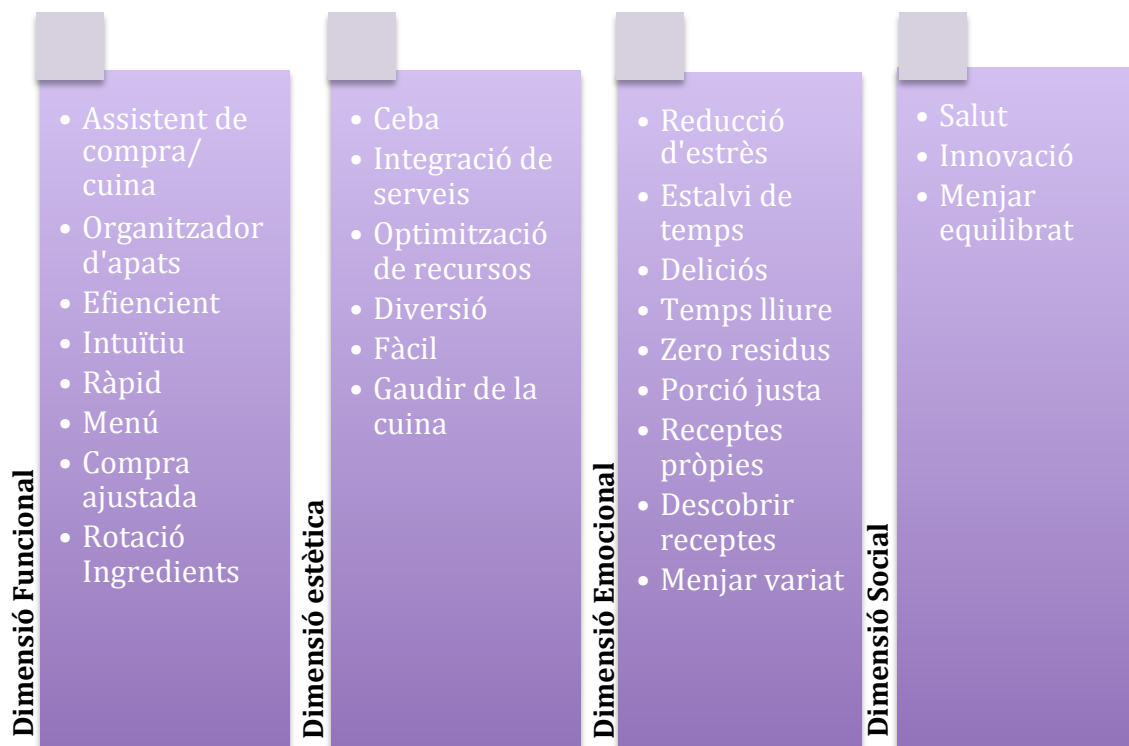 Dimensió Funcional
• Assistent de
compra/
cuina
• Organitzador
d'apats
• Efiencient
• Intuïtiu
• Ràpid
• Menú
• Compra
ajustada
• Rotació
Ingredients
Dimensió estètica
• Ceba
• Integració de
serveis
• Optimització
de recursos
• Diversió
• Fàcil
• Gaudir de la
cuina
Dimensió Emocional
• Reducció
d'estrès
• Estalvi de
temps
• Deliciós
• Temps lliure
• Zero residus
• Porció justa
• Receptes
pròpies
• Descobrir
receptes
• Menjar variat
Dimensió Social
• Salut
• Innovació
• Menjar
equilibrat